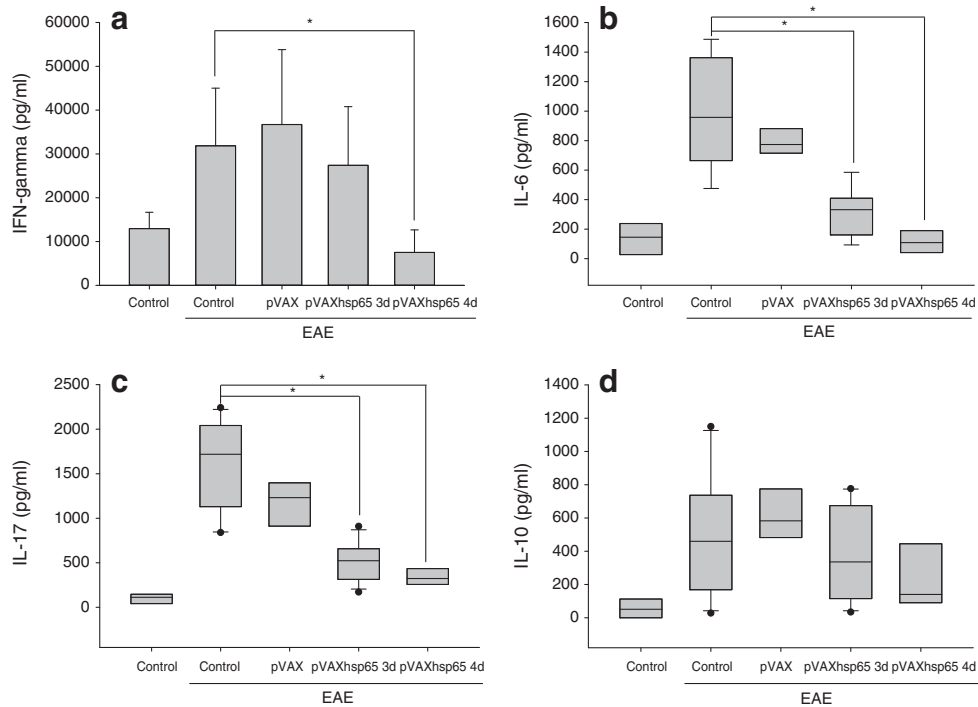 a
IFN-gamma (pg/ml)
60000
50000
40000
30000
20000
10000
0
*
Control Control pVAX pVAXhsp65 3d pVAXhsp65 4d
EAE
b
IL-6 (pg/ml)
1600
1400
1200
1000
800
600
400
200
0
*
*
Control Control pVAX pVAXhsp65 3d pVAXhsp65 4d
EAE
c
IL-17 (pg/ml)
2500
2000
1500
1000
500
0
*
*
Control Control pVAX pVAXhsp65 3d pVAXhsp65 4d
EAE
d
IL-10 (pg/ml)
1400
1200
1000
800
600
400
200
0
Control Control pVAX pVAXhsp65 3d pVAXhsp65 4d
EAE